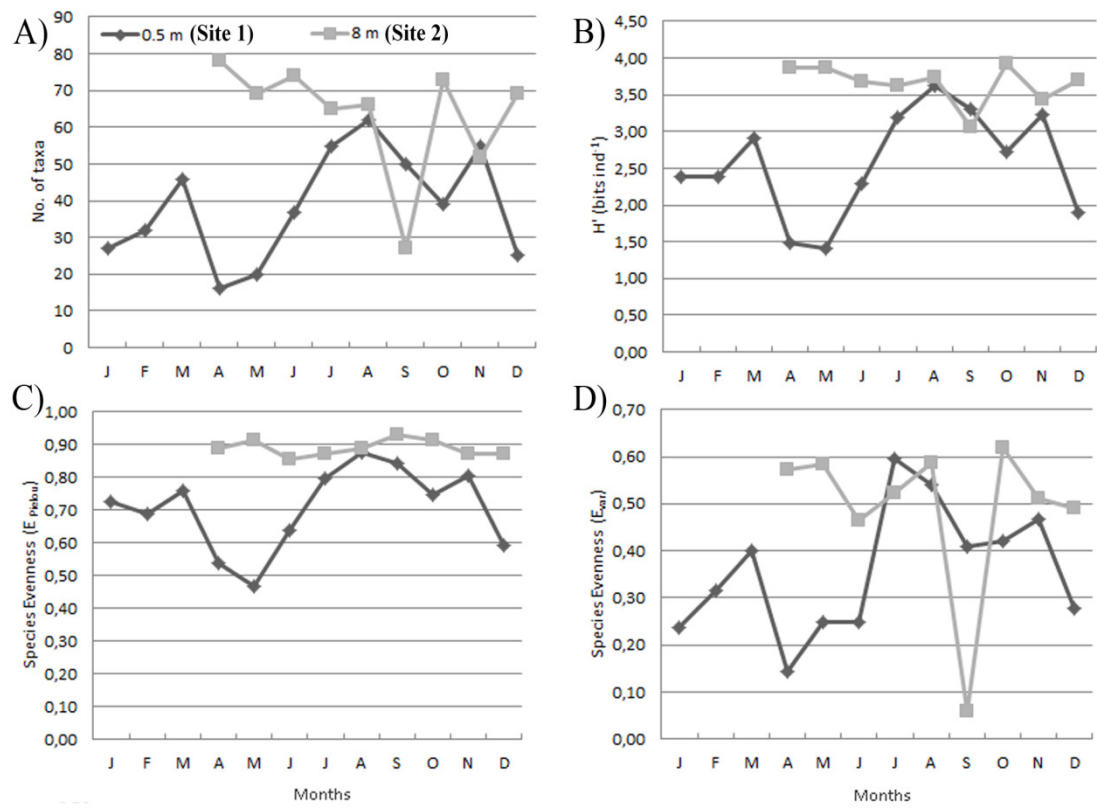 A)
0.5 m (Site 1) 8 m (Site 2)
No. of taxa
90
80
70
60
50
40
30
20
10
0
J F M A M J J A S O N D
B)
H' (bits ind-1)
4,50
4,00
3,50
3,00
2,50
2,00
1,50
1,00
0,50
0,00
J F M A M J J A S O N D
C)
Species Evenness (E Pielou)
1,00
0,90
0,80
0,70
0,60
0,50
0,40
0,30
0,20
0,10
0,00
J F M A M J J A S O N D
Months
D)
Species Evenness (Evar)
0,70
0,60
0,50
0,40
0,30
0,20
0,10
0,00
J F M A M J J A S O N D
Months